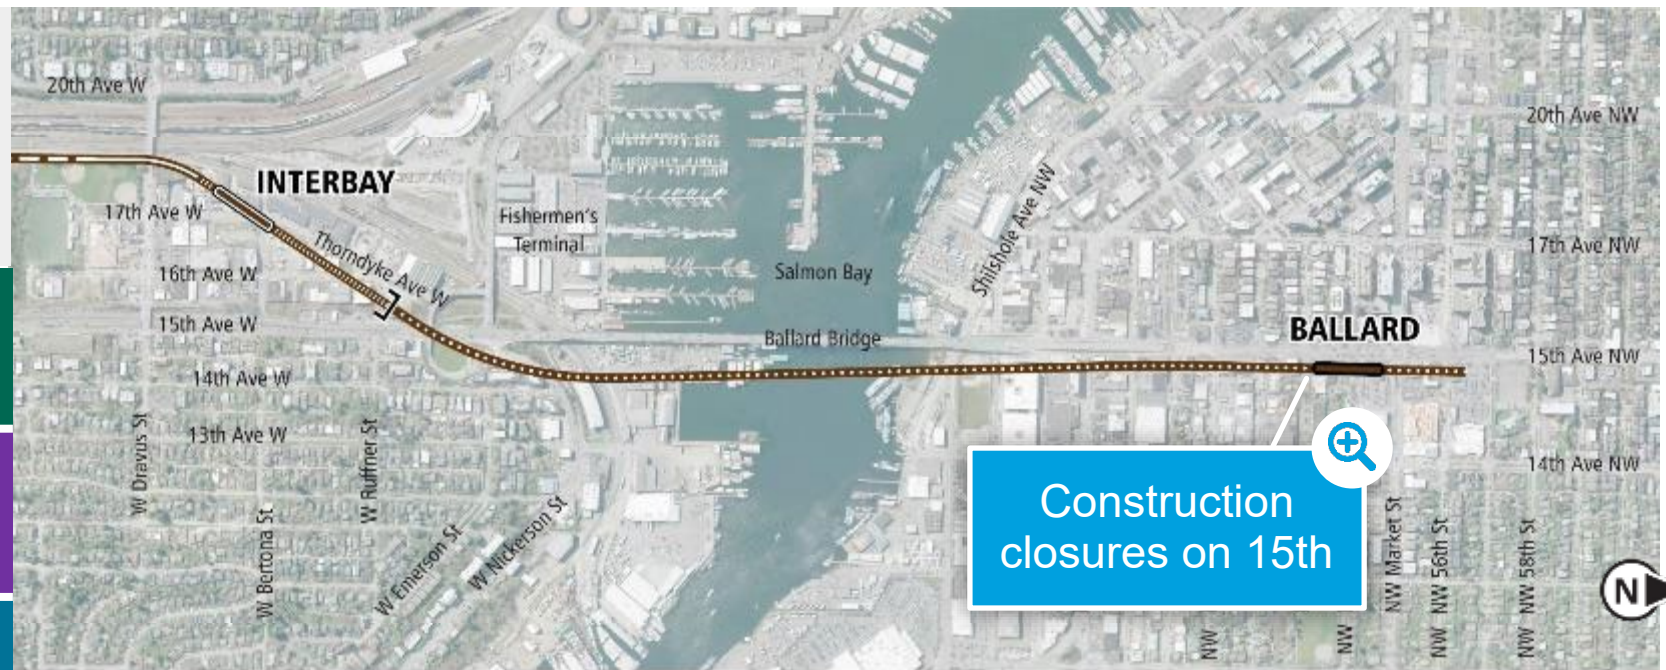 20th Ave W
INTERBAY
17th Ave W
Thorndyke Ave W
16th Ave W
15th Ave W
14th Ave W
13th Ave W
W Dravus St
W Bertona St
W Ruffner St
W Emerson St
W Nickerson St
Fishermen's
Terminal
Salmon Bay
Ballard Bridge
Shilshole Ave NW
20th Ave NW
17th Ave NW
BALLARD
15th Ave NW
14th Ave NW
Construction
closures on 15th
NW
NW
NW Market St
NW 56th St
NW
NW 58th St
NW
N